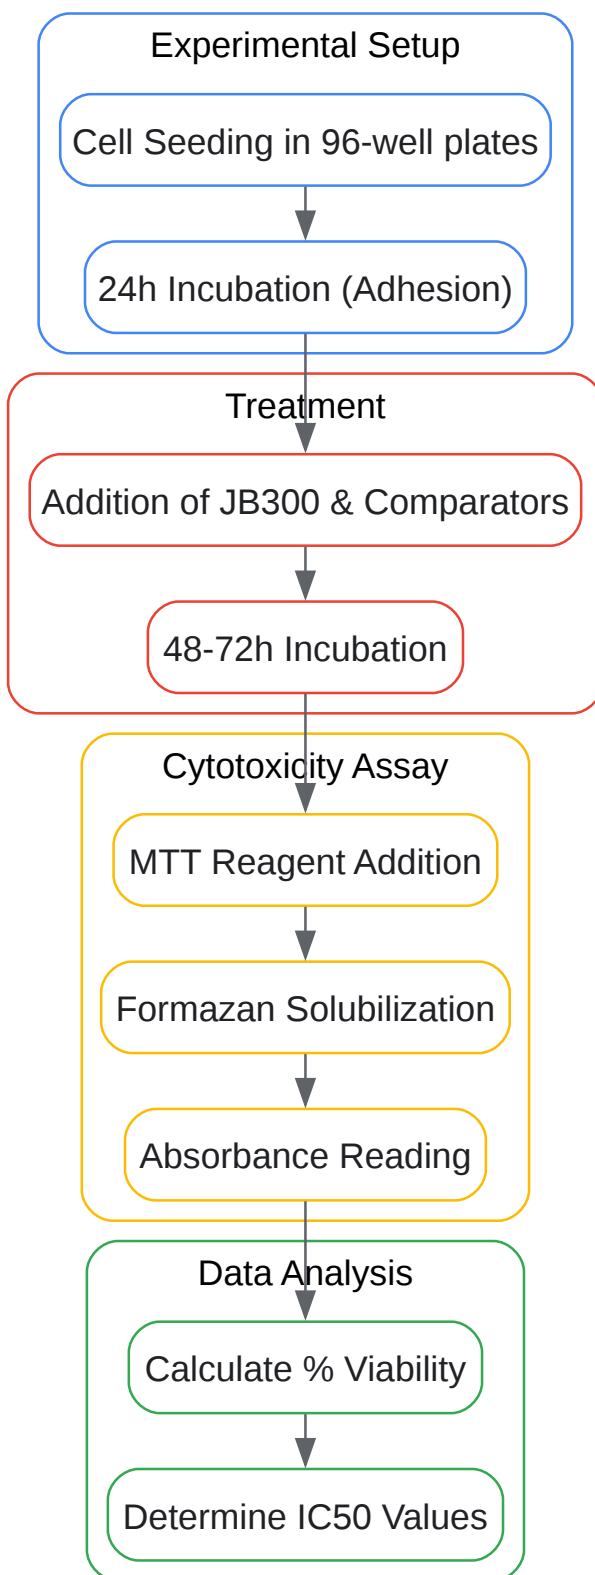 Experimental Setup
Cell Seeding in 96-well plates
24h Incubation (Adhesion)
Treatment
Addition of JB300 & Comparators
48-72h Incubation
Cytotoxicity Assay
MTT Reagent Addition
Formazan Solubilization
Absorbance Reading
Data Analysis
Calculate % Viability
Determine IC50 Values